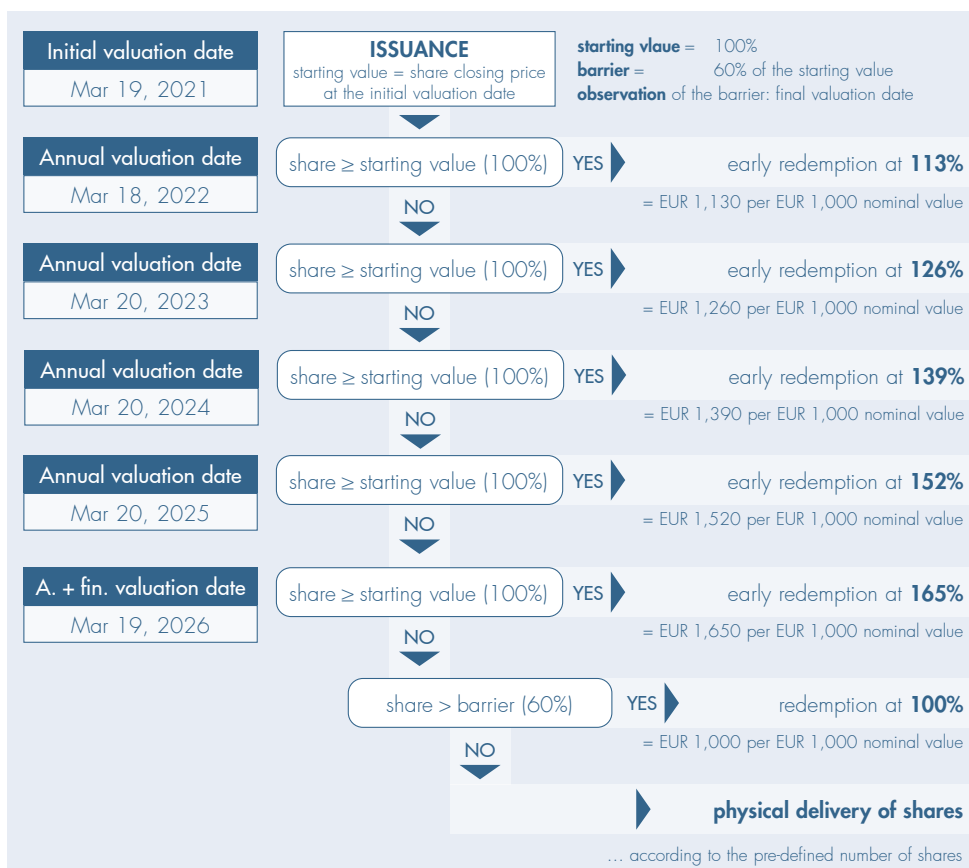 Initial valuation date
Mar 19, 2021
ISSUANCE
starting value = share closing price
at the initial valuation date
starting vlaue = 100%
barrier = 60% of the starting value
observation of the barrier: final valuation date
Annual valuation date
Mar 18, 2022
share ≥ starting value (100%)
YES
early redemption at 113%
= EUR 1,130 per EUR 1,000 nominal value
NO
Annual valuation date
Mar 20, 2023
share ≥ starting value (100%)
YES
early redemption at 126%
= EUR 1,260 per EUR 1,000 nominal value
NO
Annual valuation date
Mar 20, 2024
share ≥ starting value (100%)
YES
early redemption at 139%
= EUR 1,390 per EUR 1,000 nominal value
NO
Annual valuation date
Mar 20, 2025
share ≥ starting value (100%)
YES
early redemption at 152%
= EUR 1,520 per EUR 1,000 nominal value
NO
A. + fin. valuation date
Mar 19, 2026
share ≥ starting value (100%)
YES
early redemption at 165%
= EUR 1,650 per EUR 1,000 nominal value
NO
share > barrier (60%)
YES
redemption at 100%
= EUR 1,000 per EUR 1,000 nominal value
NO
physical delivery of shares
... according to the pre-defined number of shares